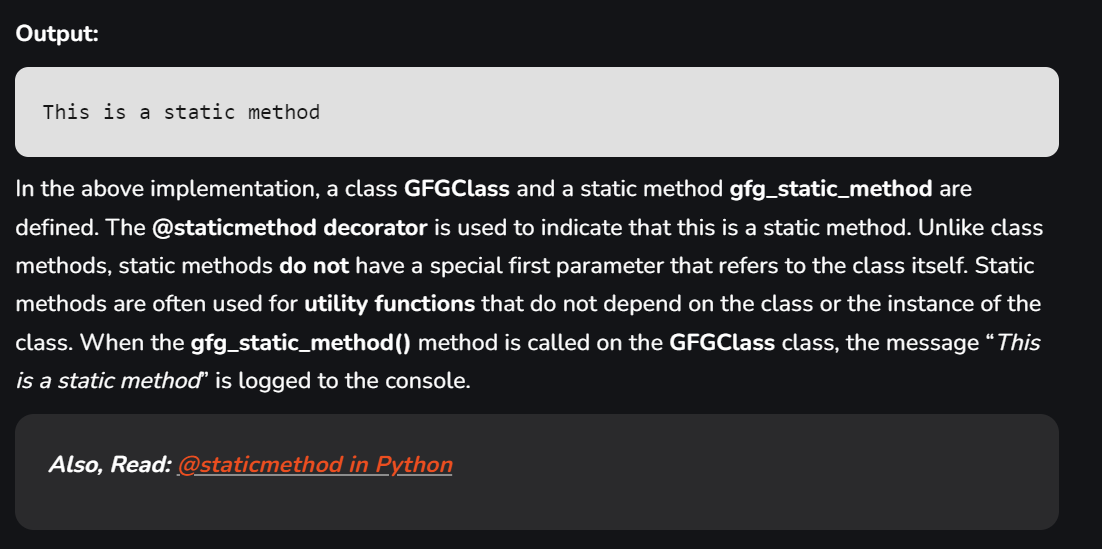 Output:
This is a static method
In the above implementation, a class GFGClass and a static method gfg_static_method are
defined. The @staticmethod decorator is used to indicate that this is a static method. Unlike class
methods, static methods do not have a special first parameter that refers to the class itself. Static
methods are often used for utility functions that do not depend on the class or the instance of the
class. When the gfg_static_method() method is called on the GFGClass class, the message “This
is a static method” is logged to the console.
Also, Read: @staticmethod in Python